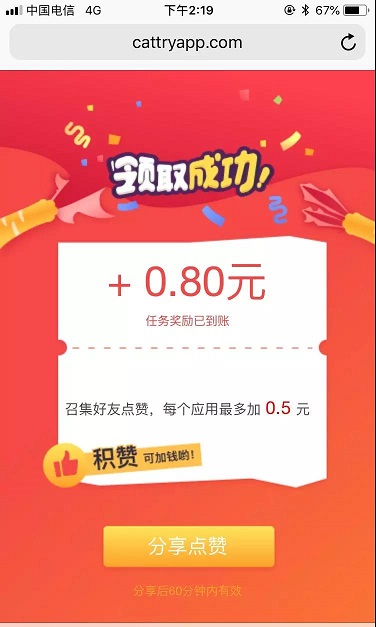 中国电信 4G 下午2:19 67%
cattryapp.com
领取成功!
+ 0.80元
任务奖励已到账
召集好友点赞，每个应用最多加 0.5 元
积赞 可加钱哟!
分享点赞
分享后60分钟内有效